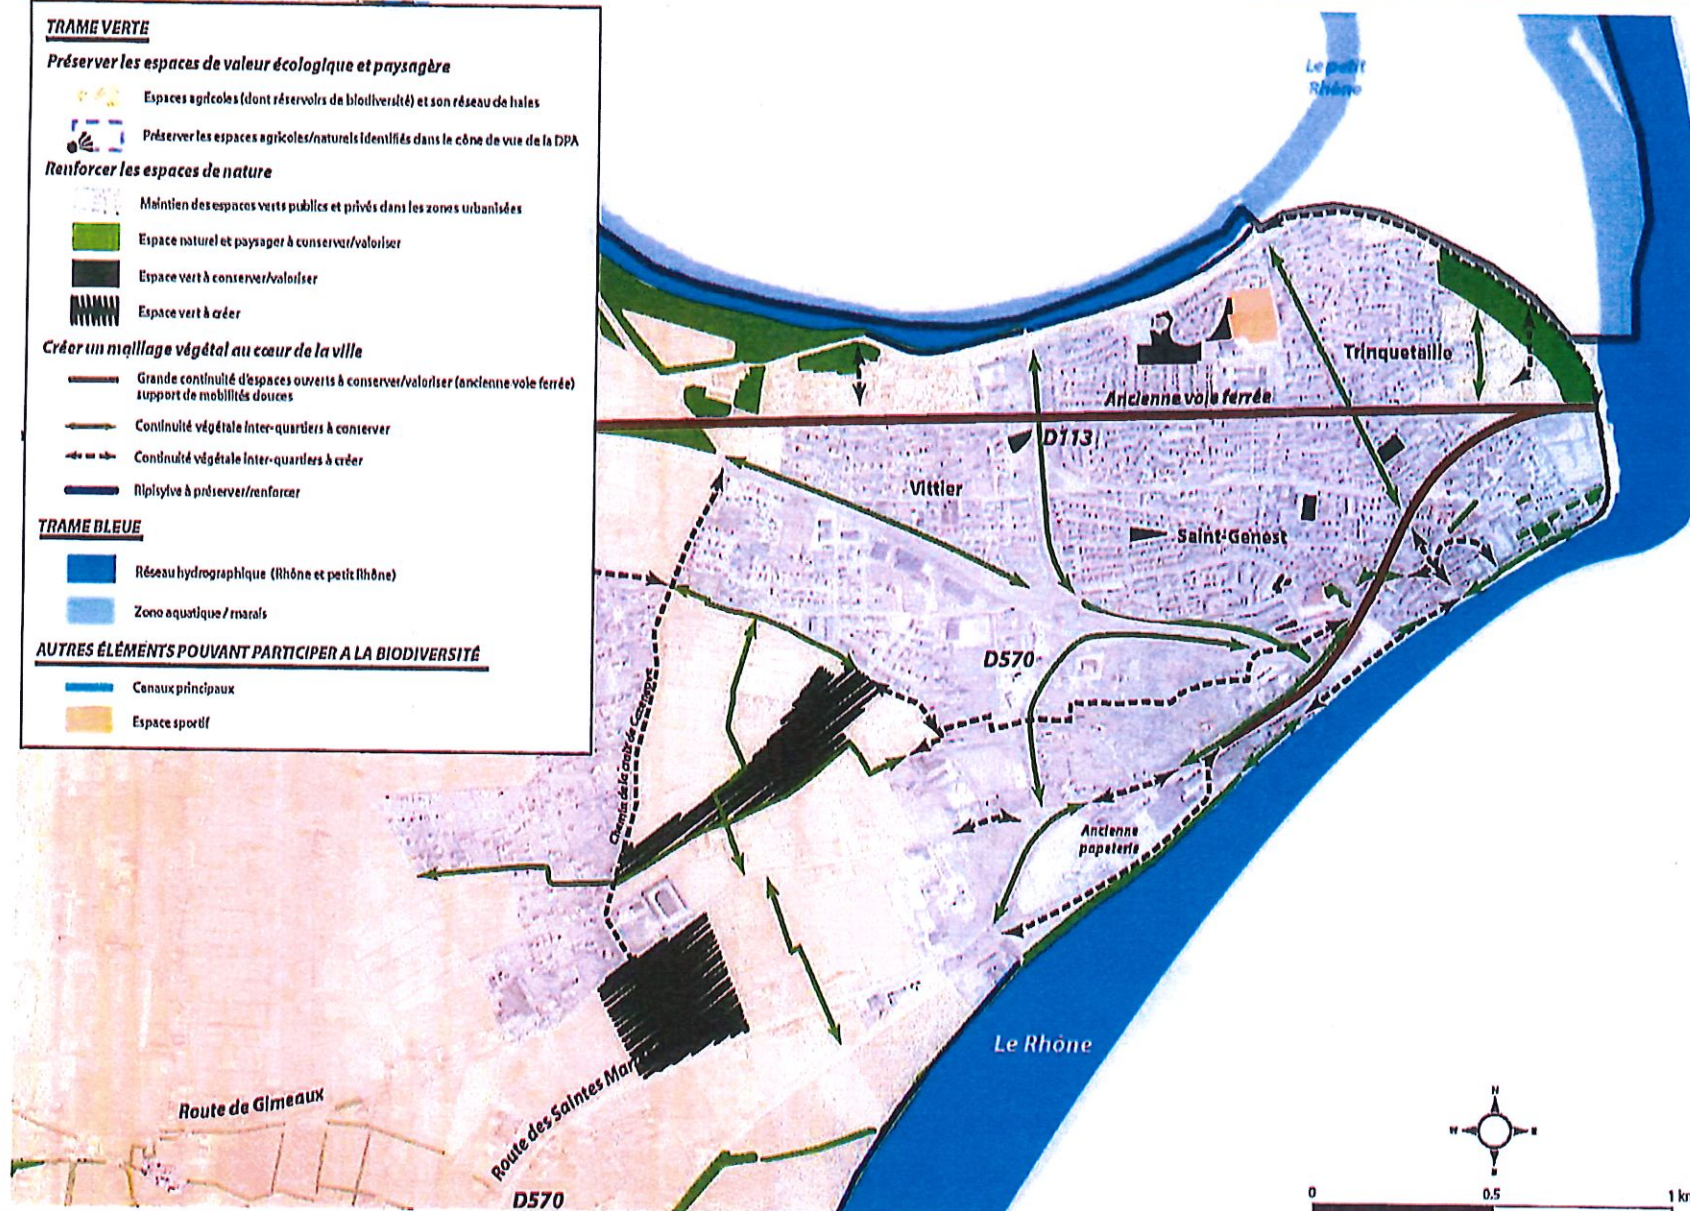 TRAME VERTE
Préserver les espaces de valeur écologique et paysagère
Espaces agricoles (dont réservoirs de biodiversité) et son réseau de haies
Préserver les espaces agricoles/naturels identifiés dans le cône de vue de la DPA
Renforcer les espaces de nature
Maintien des espaces verts publics et privés dans les zones urbanisées
Espace naturel et paysager à conserver/valoriser
Espace vert à conserver/valoriser
Espace vert à créer
Créer un maillage végétal au cœur de la ville
Grande continuité d'espaces ouverts à conserver/valoriser (ancienne voie ferrée)
support de mobilités douces
Continuité végétale inter-quartiers à conserver
Continuité végétale inter-quartiers à créer
Ripisylve à préserver/renforcer
TRAME BLEUE
Réseau hydrographique (Rhône et petit Rhône)
Zone aquatique / marais
AUTRES ÉLÉMENTS POUVANT PARTICIPER A LA BIODIVERSITÉ
Canaux principaux
Espace sportif
Le petit
Rhône
Trinquetaille
Ancienne voie ferrée
D113
Vittier
Saint-Genest
D570
Chemin de la
Ancienne
papeterie
Le Rhône
Route de Gimeaux
Route des Saintes Mar
D570
N
S
0
0.5
1 km